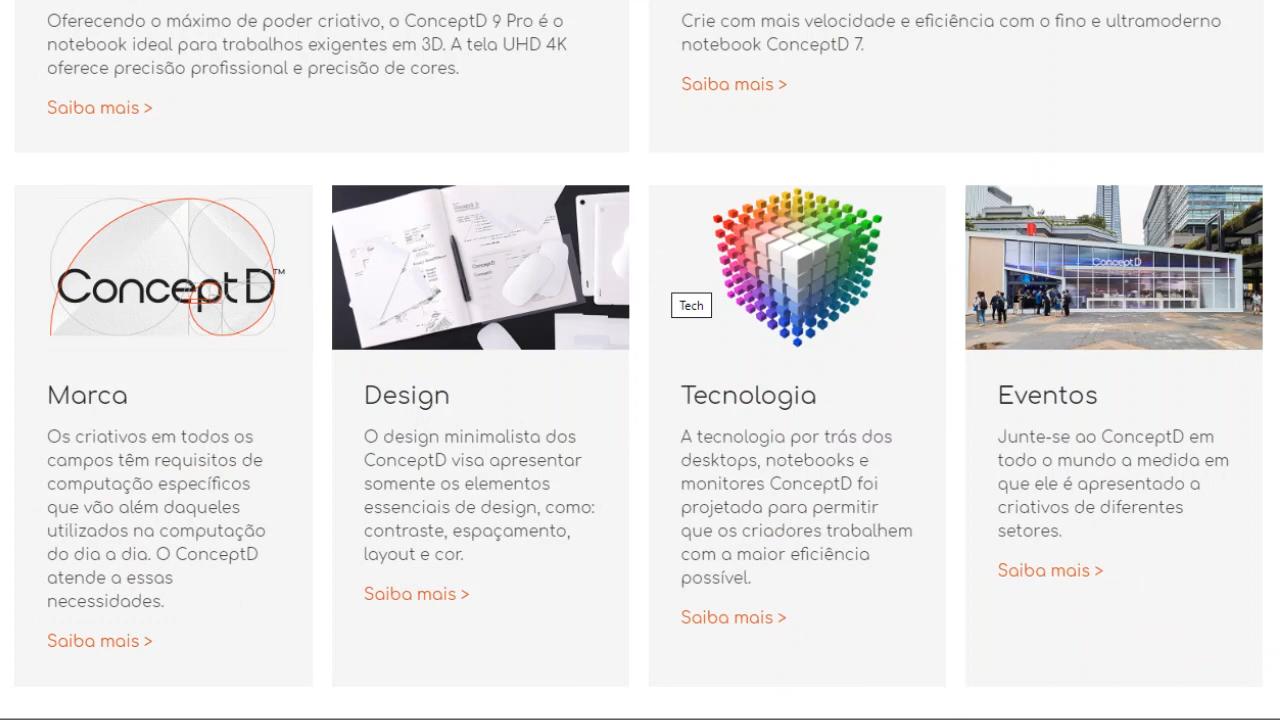 Oferecendo o máximo de poder criativo, o ConceptD 9 Pro é o
notebook ideal para trabalhos exigentes em 3D. A tela UHD 4K
oferece precisão profissional e precisão de cores.
Saiba mais >
Crie com mais velocidade e eficiência com o fino e ultramoderno
notebook ConceptD 7.
Saiba mais >
ConceptD™
Marca
Os criativos em todos os
campos têm requisitos de
computação específicos
que vão além daqueles
utilizados na computação
do dia a dia. O ConceptD
atende a essas
necessidades.
Saiba mais >
Design
O design minimalista dos
ConceptD visa apresentar
somente os elementos
essenciais de design, como:
contraste, espaçamento,
layout e cor.
Saiba mais >
Tech
Tecnologia
A tecnologia por trás dos
desktops, notebooks e
monitores ConceptD foi
projetada para permitir
que os criadores trabalhem
com a maior eficiência
possível.
Saiba mais >
ConceptD
Eventos
Junte-se ao ConceptD em
todo o mundo a medida em
que ele é apresentado a
criativos de diferentes
setores.
Saiba mais >